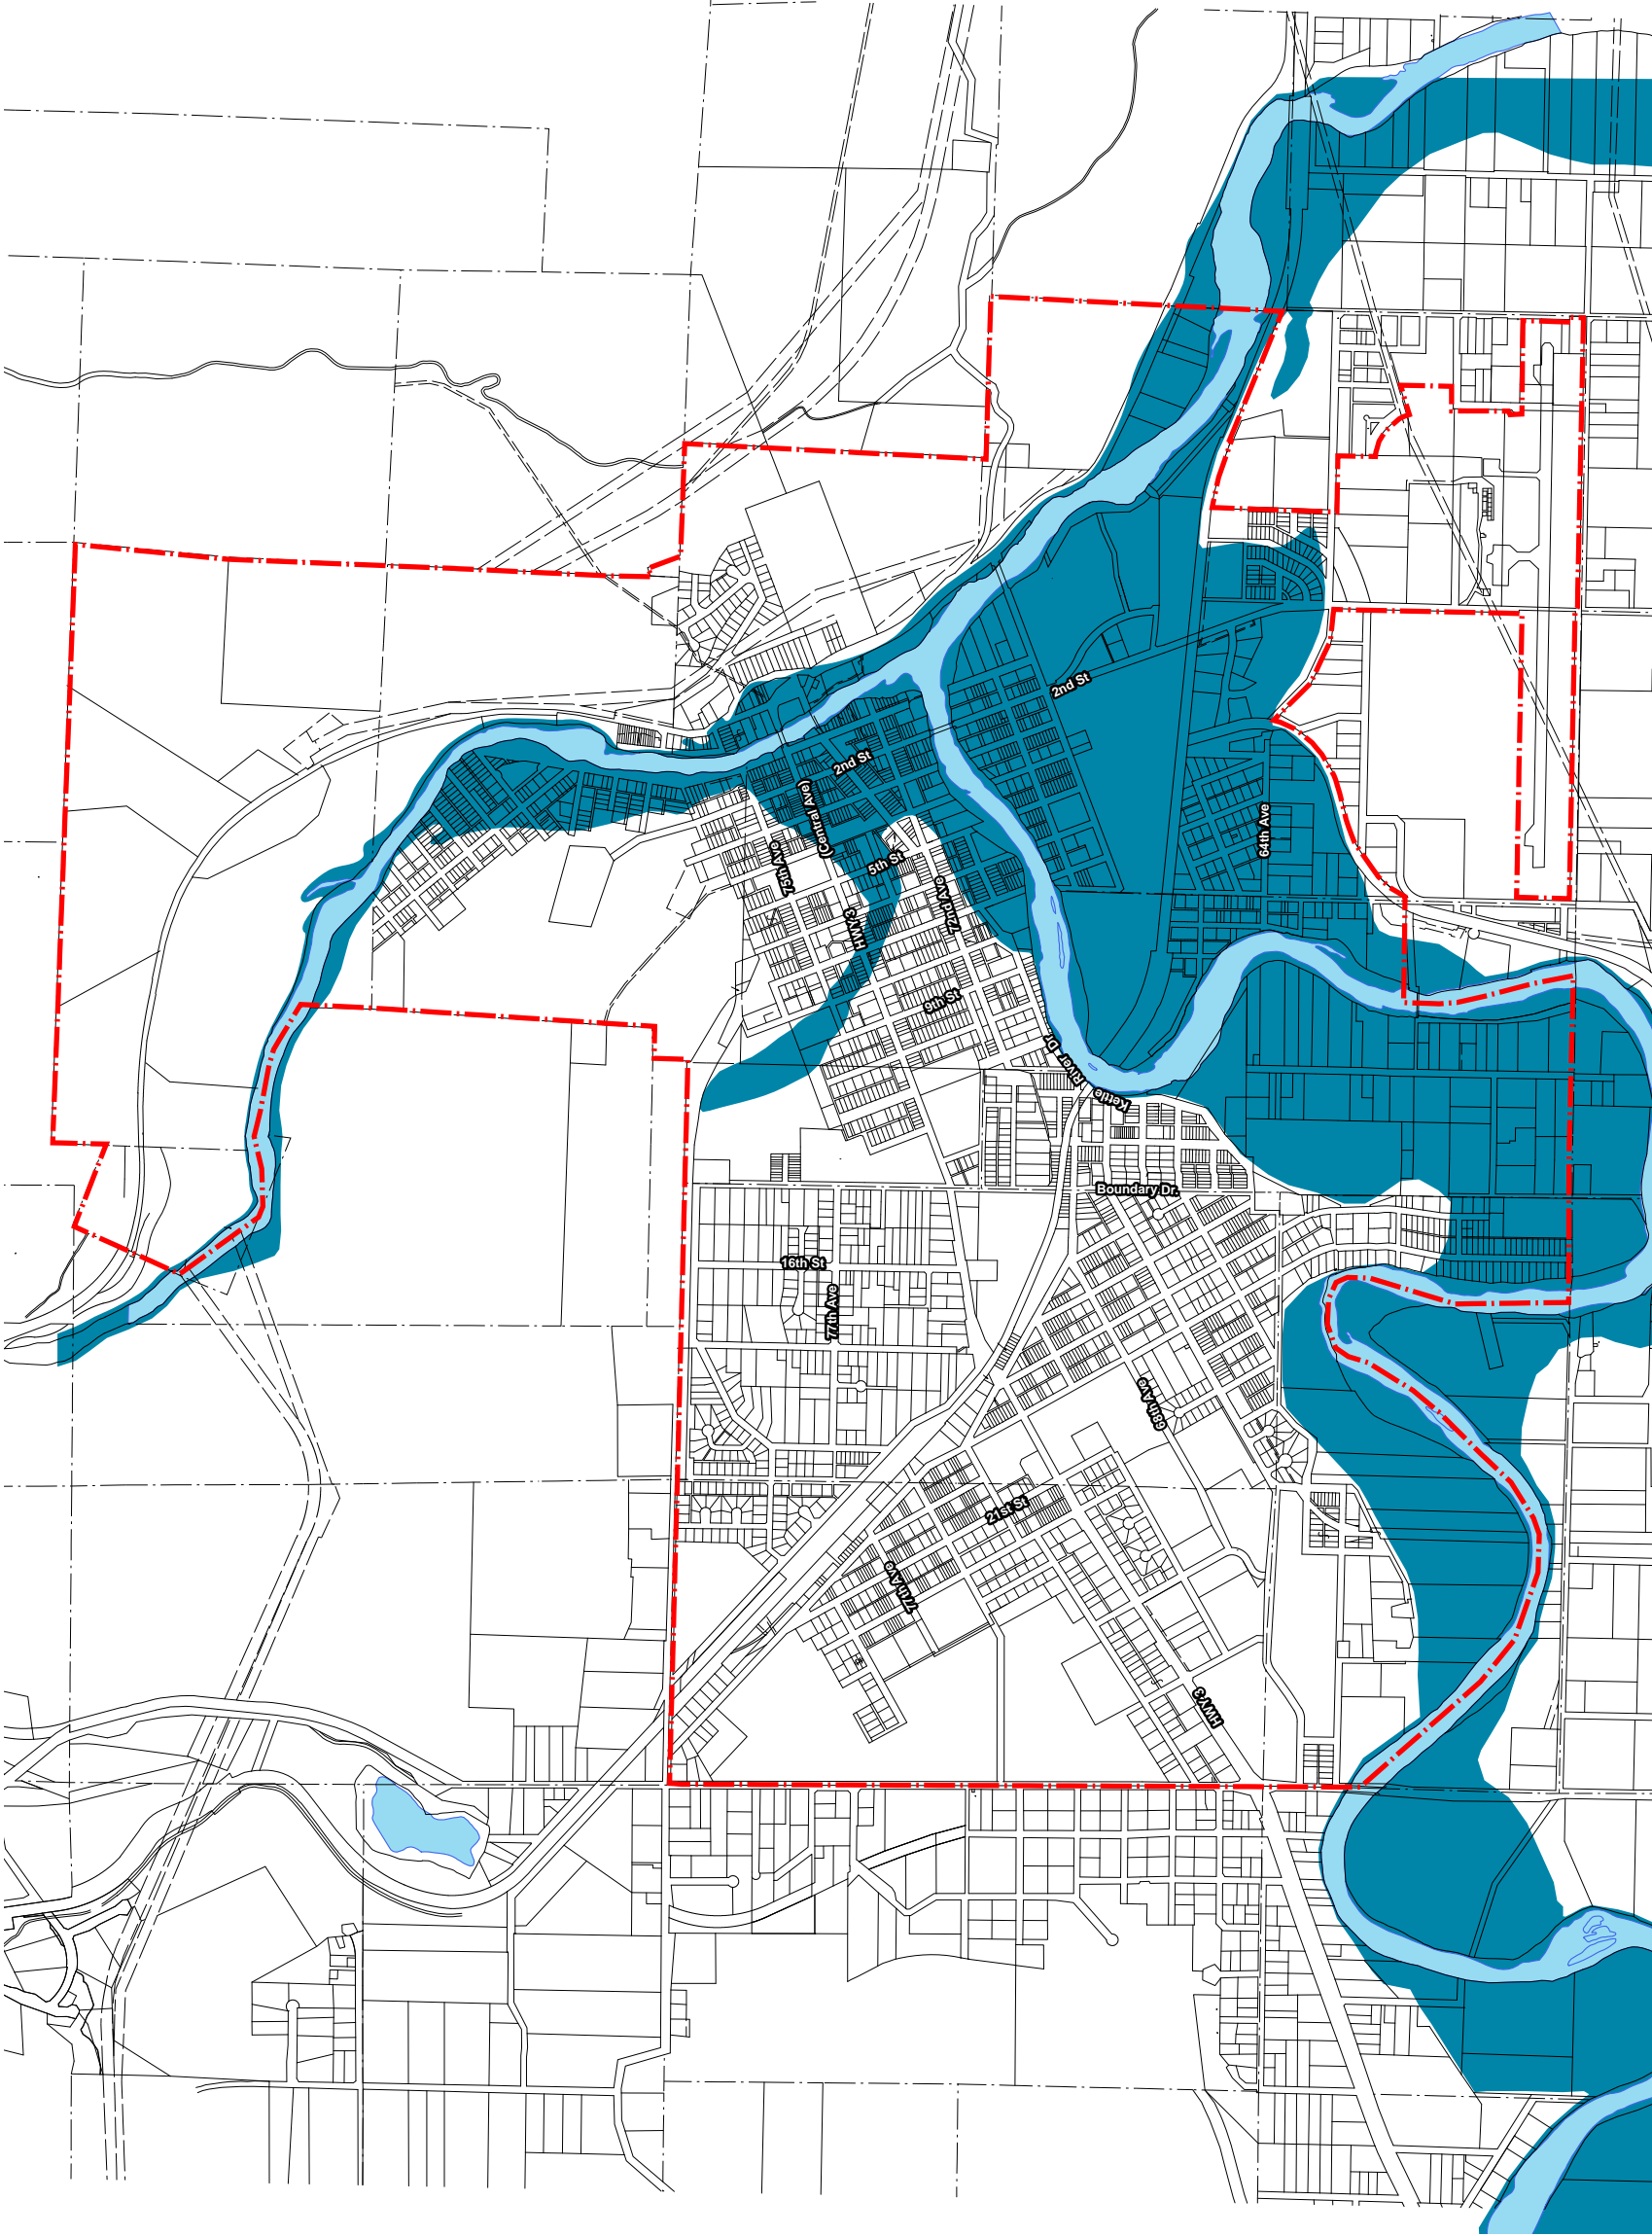 2nd St
2nd St
(Central Ave)
64th Ave
75th Ave
5th St
72nd Ave
HWY 3
9th St
Kettle River Dr.
Boundary Dr.
16th St
77th Ave
68th Ave
21st St
77th Ave
HWY 3